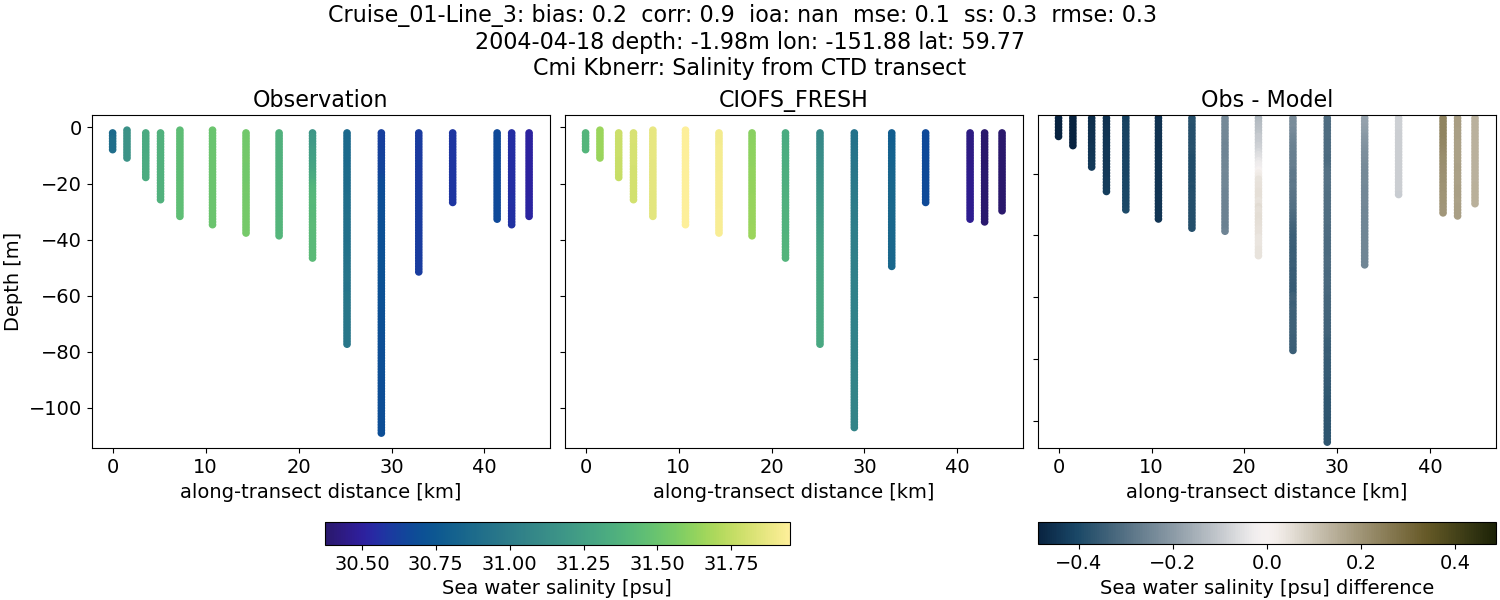 Cruise_01-Line_3: bias: 0.2  corr: 0.9  ioa: nan  mse: 0.1  ss: 0.3  rmse: 0.3
2004-04-18 depth: -1.98m lon: -151.88 lat: 59.77
Cmi Kbnerr: Salinity from CTD transect
Observation
CIOFS_FRESH
Obs - Model
Depth [m]
0
−20
−40
−60
−80
−100
0 10 20 30 40
0 10 20 30 40
0 10 20 30 40
along-transect distance [km]
along-transect distance [km]
along-transect distance [km]
30.50 30.75 31.00 31.25 31.50 31.75
Sea water salinity [psu]
−0.4 −0.2 0.0 0.2 0.4
Sea water salinity [psu] difference